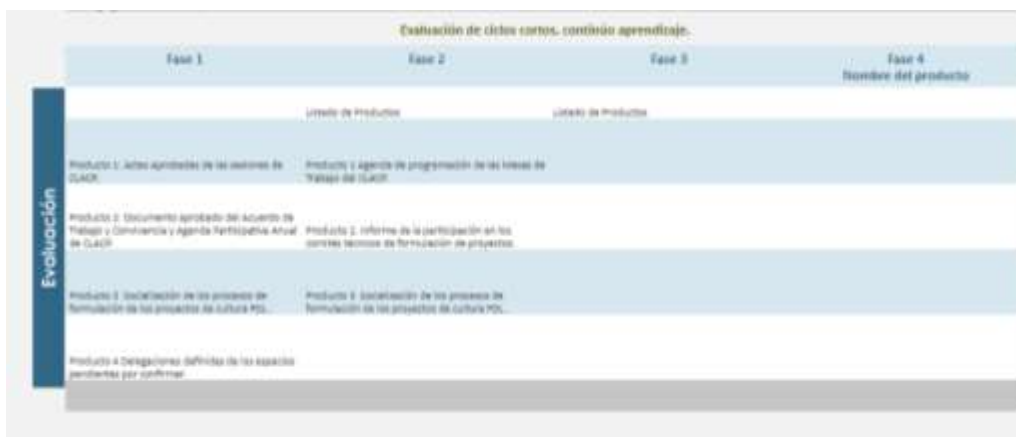 Evaluación de ciclos cortos, continúo aprendizaje.
Fase 1
Fase 2
Fase 3
Fase 4
Nombre del producto
Evaluación
Listado de Productos
Listado de Productos
Producto 1: Actas aprobadas de las sesiones de
CLACP.
Producto 1 agenda de programación de las Mesas de
Trabajo del CLACP.
Producto 2. Documento aprobado del Acuerdo de
Trabajo y Convivencia y Agenda Participativa Anual
de CLACP.
Producto 2. Informe de la participación en los
comités técnicos de formulación de proyectos.
Producto 3. Socialización de los procesos de
formulación de los proyectos de cultura FDL.
Producto 3. Socialización de los procesos de
formulación de los proyectos de cultura FDL.
Producto 4 Delegaciones definidas de los espacios
pendientes por confirmar.